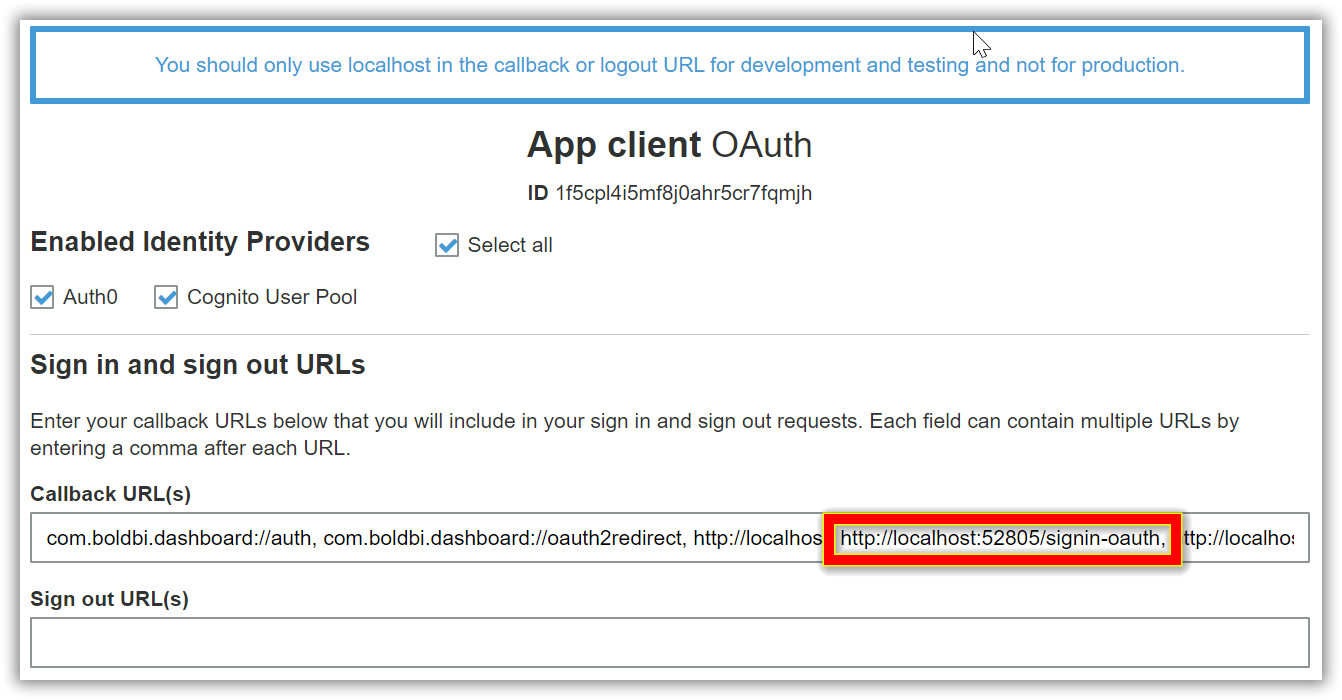 You should only use localhost in the callback or logout URL for development and testing and not for production.
App client OAuth
ID 1f5cpl4i5mf8j0ahr5cr7fqmjh
Enabled Identity Providers
Select all
Auth0 Cognito User Pool
Sign in and sign out URLs
Enter your callback URLs below that you will include in your sign in and sign out requests. Each field can contain multiple URLs by
entering a comma after each URL.
Callback URL(s)
com.boldbi.dashboard://auth, com.boldbi.dashboard://oauth2redirect, http://localhos http://localhost:52805/signin-oauth, ttp://localhos
Sign out URL(s)